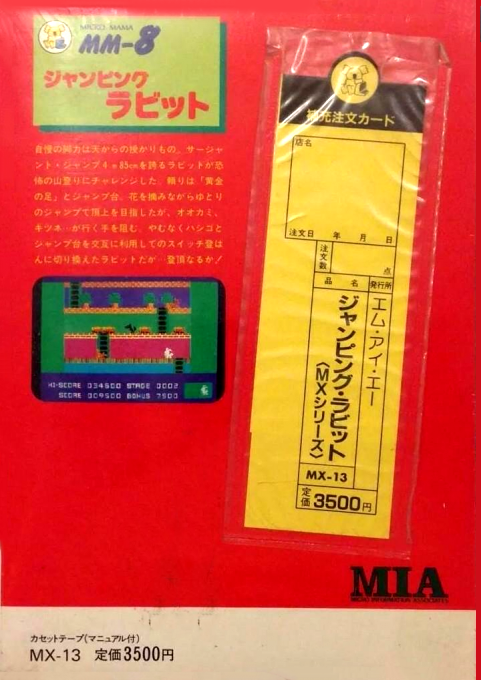 MICRO MAMA
MM-8
ジャンピング
ラビット
自慢の脚力は天からの授かりもの。サージャ
ント・ジャンプ4m85cmを誇るラビットが恐
怖の山登りにチャレンジした。頼りは「黄金
の足」とジャンプ台。花を摘みながらゆとり
のジャンプで頂上を目指したが、オオカミ、
キツネ…が行く手を阻む。やむなくハシゴと
ジャンプ台を交互に利用してのスイッチ登は
んに切り換えたラビットだが…登頂なるか!
HI-SCORE 034500 STAGE 0002
SCORE 009500 BONUS 7900
補充注文カード
店名
注文日 年 月 日
注文数 点
品 名
発行所
エム・アイ・エー
ジャンピング・ラビット
〈MXシリーズ〉
MX-13
定価 3500円
MIA
MICRO INFORMATION ASSOCIATES
カセットテープ(マニュアル付)
MX-13 定価3500円